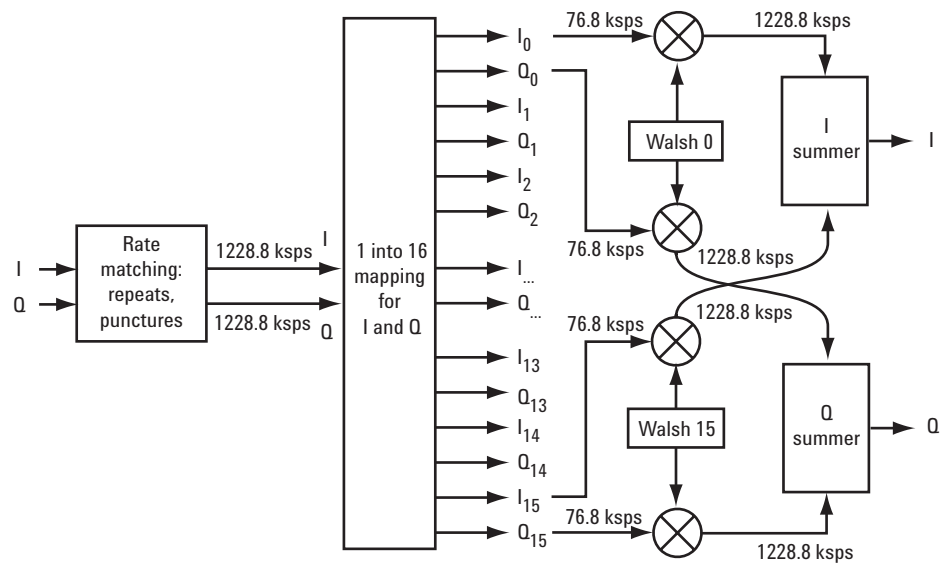 I
Q
Rate
matching:
repeats,
punctures
1228.8 ksps
I
1228.8 ksps
Q
1 into 16
mapping
for
I and Q
I0
Q0
I1
Q1
I2
Q2
I...
Q...
I13
Q13
I14
Q14
I15
Q15
76.8 ksps
1228.8 ksps
Walsh 0
76.8 ksps
1228.8 ksps
I
summer
I
76.8 ksps
1228.8 ksps
Walsh 15
76.8 ksps
1228.8 ksps
Q
summer
Q